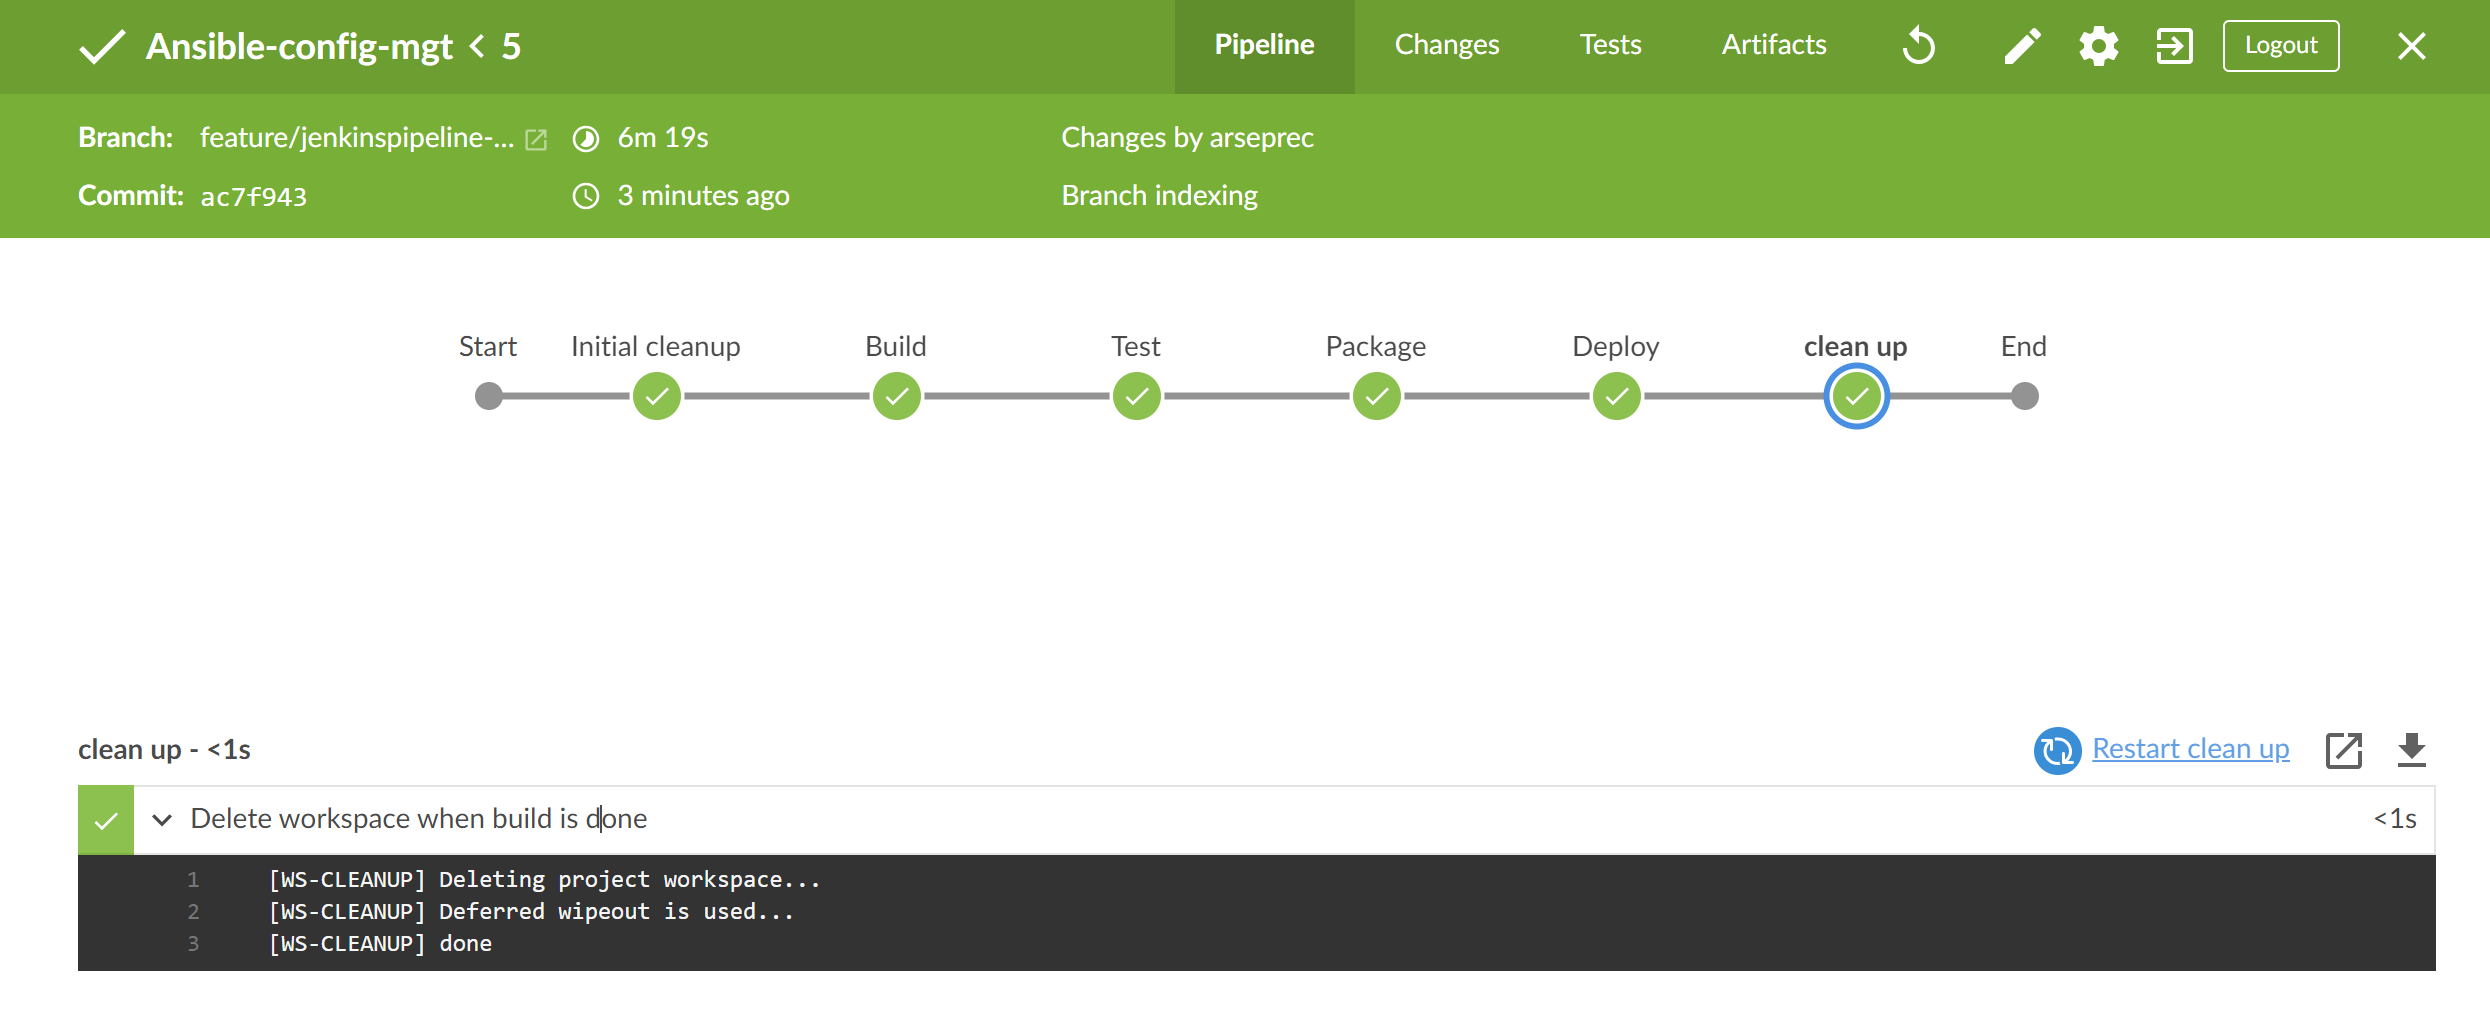 Ansible-config-mgt < 5
Pipeline Changes Tests Artifacts Logout
Branch: feature/jenkinspipeline-... 6m 19s Changes by arseprec
Commit: ac7f943 3 minutes ago Branch indexing
Start Initial cleanup Build Test Package Deploy clean up End
clean up - <1s Restart clean up
Delete workspace when build is done <1s
1 [WS-CLEANUP] Deleting project workspace...
2 [WS-CLEANUP] Deferred wipeout is used...
3 [WS-CLEANUP] done